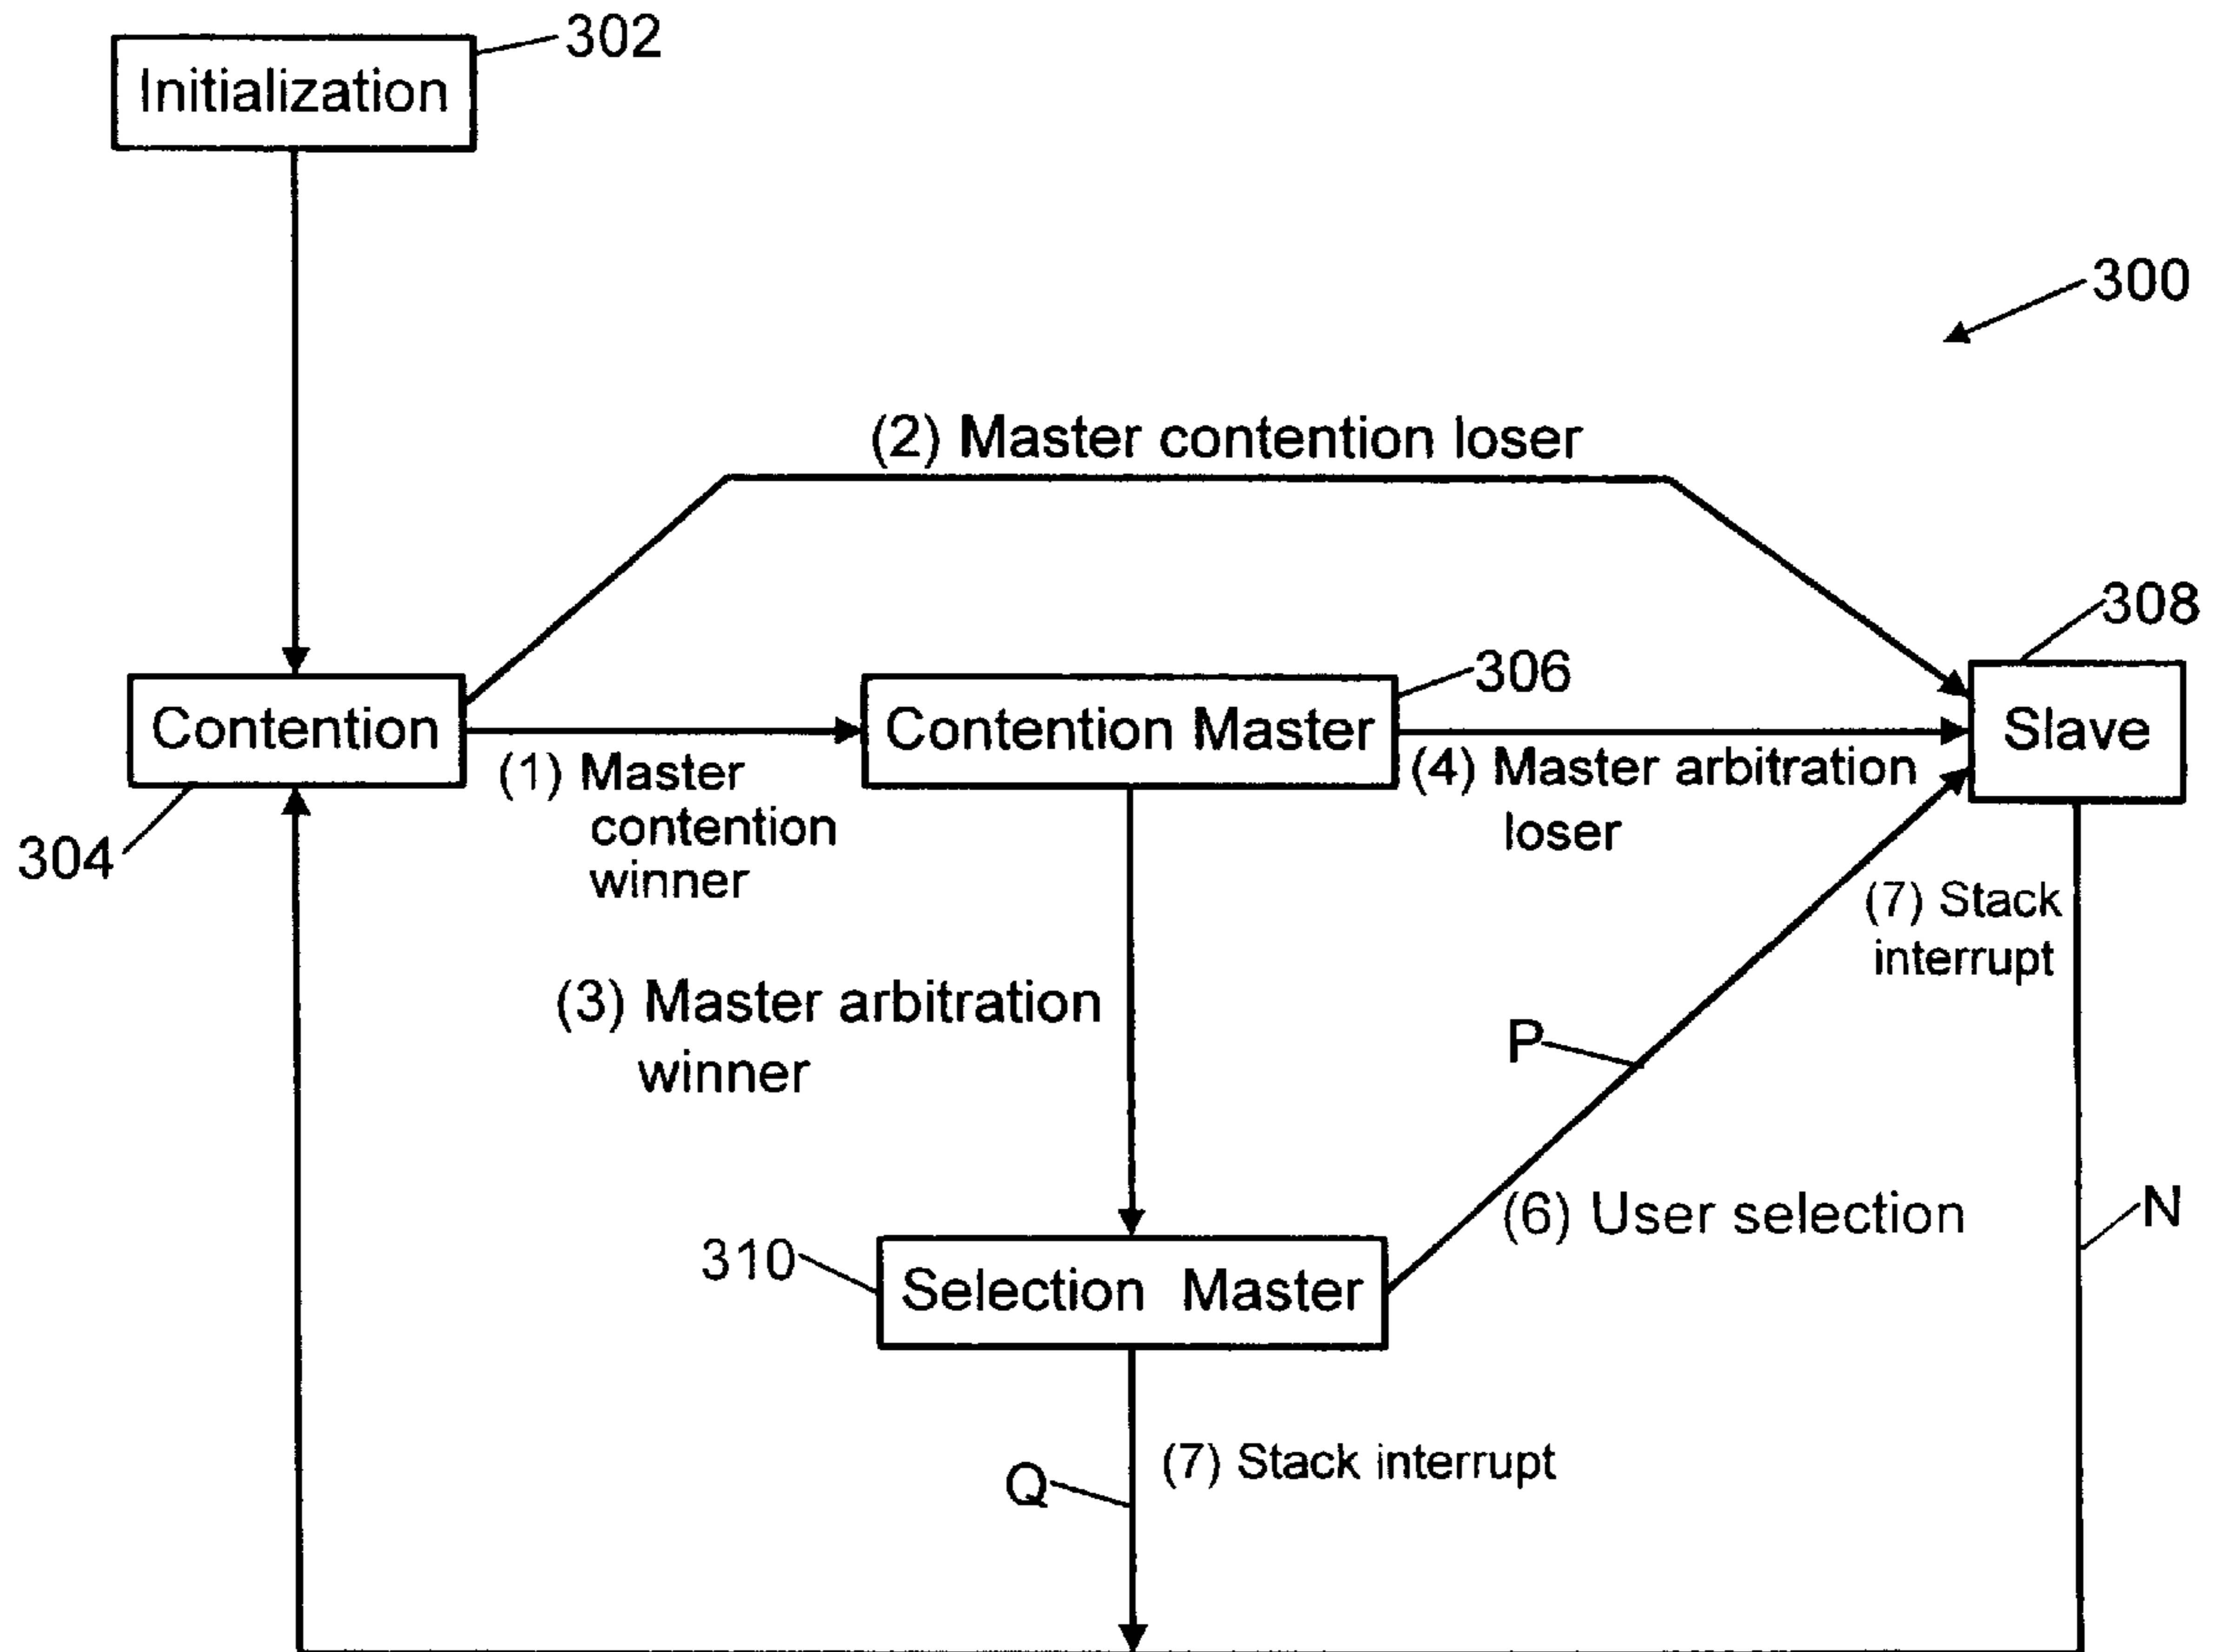 302
Initialization
300
(2) Master contention loser
308
306
Contention
Contention Master
Slave
(1) Master
contention
winner
(4) Master arbitration
loser
304
(7) Stack
interrupt
(3) Master arbitration
winner
P
(6) User selection
N
310
Selection Master
(7) Stack interrupt
Q